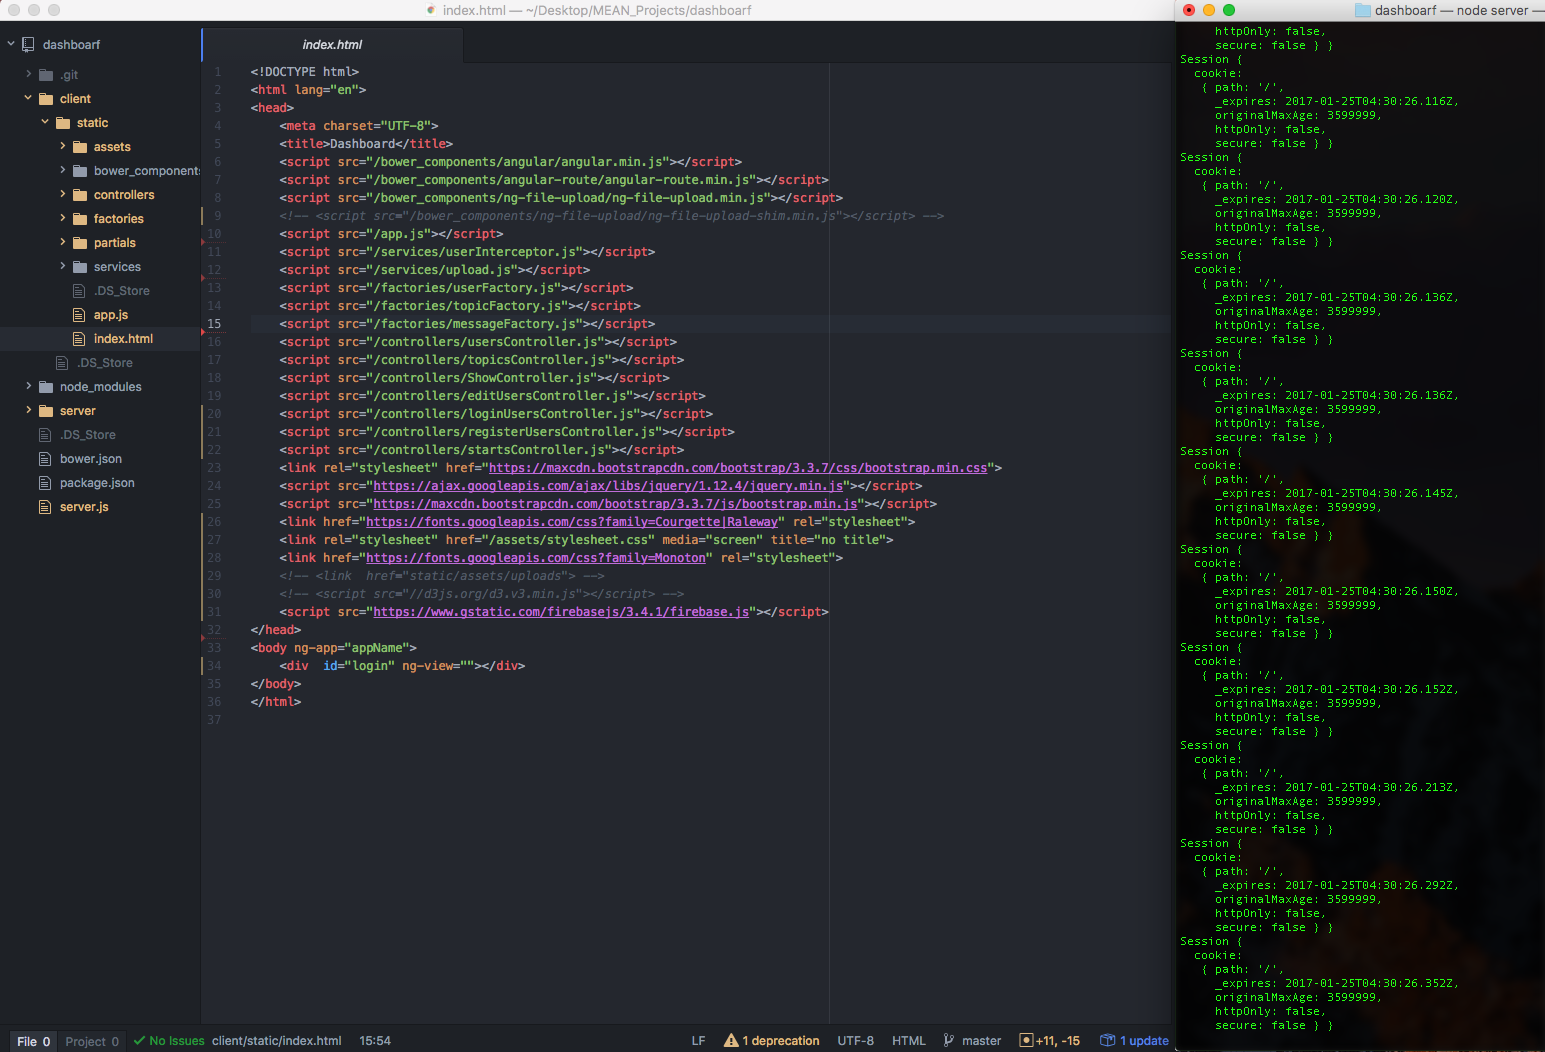 index.html — ~/Desktop/MEAN_Projects/dashboarf
dashboarf
.git
client
static
assets
bower_component
controllers
factories
partials
services
.DS_Store
app.js
index.html
.DS_Store
node_modules
server
.DS_Store
bower.json
package.json
server.js
index.html
1 <!DOCTYPE html>
2 <html lang="en">
3 <head>
4 <meta charset="UTF-8">
5 <title>Dashboard</title>
6 <script src="/bower_components/angular/angular.min.js"></script>
7 <script src="/bower_components/angular-route/angular-route.min.js"></script>
8 <script src="/bower_components/ng-file-upload/ng-file-upload.min.js"></script>
9 <!-- <script src="/bower_components/ng-file-upload/ng-file-upload-shim.min.js"></script> -->
10 <script src="/app.js"></script>
11 <script src="/services/userInterceptor.js"></script>
12 <script src="/services/upload.js"></script>
13 <script src="/factories/userFactory.js"></script>
14 <script src="/factories/topicFactory.js"></script>
15 <script src="/factories/messageFactory.js"></script>
16 <script src="/controllers/usersController.js"></script>
17 <script src="/controllers/topicsController.js"></script>
18 <script src="/controllers/ShowController.js"></script>
19 <script src="/controllers/editUsersController.js"></script>
20 <script src="/controllers/loginUsersController.js"></script>
21 <script src="/controllers/registerUsersController.js"></script>
22 <script src="/controllers/startsController.js"></script>
23 <link rel="stylesheet" href="https://maxcdn.bootstrapcdn.com/bootstrap/3.3.7/css/bootstrap.min.css">
24 <script src="https://ajax.googleapis.com/ajax/libs/jquery/1.12.4/jquery.min.js"></script>
25 <script src="https://maxcdn.bootstrapcdn.com/bootstrap/3.3.7/js/bootstrap.min.js"></script>
26 <link href="https://fonts.googleapis.com/css?family=Courgette|Raleway" rel="stylesheet">
27 <link rel="stylesheet" href="/assets/stylesheet.css" media="screen" title="no title">
28 <link href="https://fonts.googleapis.com/css?family=Monoton" rel="stylesheet">
29 <!-- <link  href="static/assets/uploads"> -->
30 <!-- <script src="//d3js.org/d3.v3.min.js"></script> -->
31 <script src="https://www.gstatic.com/firebasejs/3.4.1/firebase.js"></script>
32 </head>
33 <body ng-app="appName">
34 <div  id="login" ng-view=""></div>
35 </body>
36 </html>
37
File 0 Project 0 No Issues client/static/index.html 15:54 LF 1 deprecation UTF-8 HTML master +11, -15 1 update
dashboarf — node server —
httpOnly: false,
secure: false } }
Session {
cookie:
{ path: '/',
_expires: 2017-01-25T04:30:26.116Z,
originalMaxAge: 3599999,
httpOnly: false,
secure: false } }
Session {
cookie:
{ path: '/',
_expires: 2017-01-25T04:30:26.120Z,
originalMaxAge: 3599999,
httpOnly: false,
secure: false } }
Session {
cookie:
{ path: '/',
_expires: 2017-01-25T04:30:26.136Z,
originalMaxAge: 3599999,
httpOnly: false,
secure: false } }
Session {
cookie:
{ path: '/',
_expires: 2017-01-25T04:30:26.136Z,
originalMaxAge: 3599999,
httpOnly: false,
secure: false } }
Session {
cookie:
{ path: '/',
_expires: 2017-01-25T04:30:26.145Z,
originalMaxAge: 3599999,
httpOnly: false,
secure: false } }
Session {
cookie:
{ path: '/',
_expires: 2017-01-25T04:30:26.150Z,
originalMaxAge: 3599999,
httpOnly: false,
secure: false } }
Session {
cookie:
{ path: '/',
_expires: 2017-01-25T04:30:26.152Z,
originalMaxAge: 3599999,
httpOnly: false,
secure: false } }
Session {
cookie:
{ path: '/',
_expires: 2017-01-25T04:30:26.213Z,
originalMaxAge: 3599999,
httpOnly: false,
secure: false } }
Session {
cookie:
{ path: '/',
_expires: 2017-01-25T04:30:26.292Z,
originalMaxAge: 3599999,
httpOnly: false,
secure: false } }
Session {
cookie:
{ path: '/',
_expires: 2017-01-25T04:30:26.352Z,
originalMaxAge: 3599999,
httpOnly: false,
secure: false } }